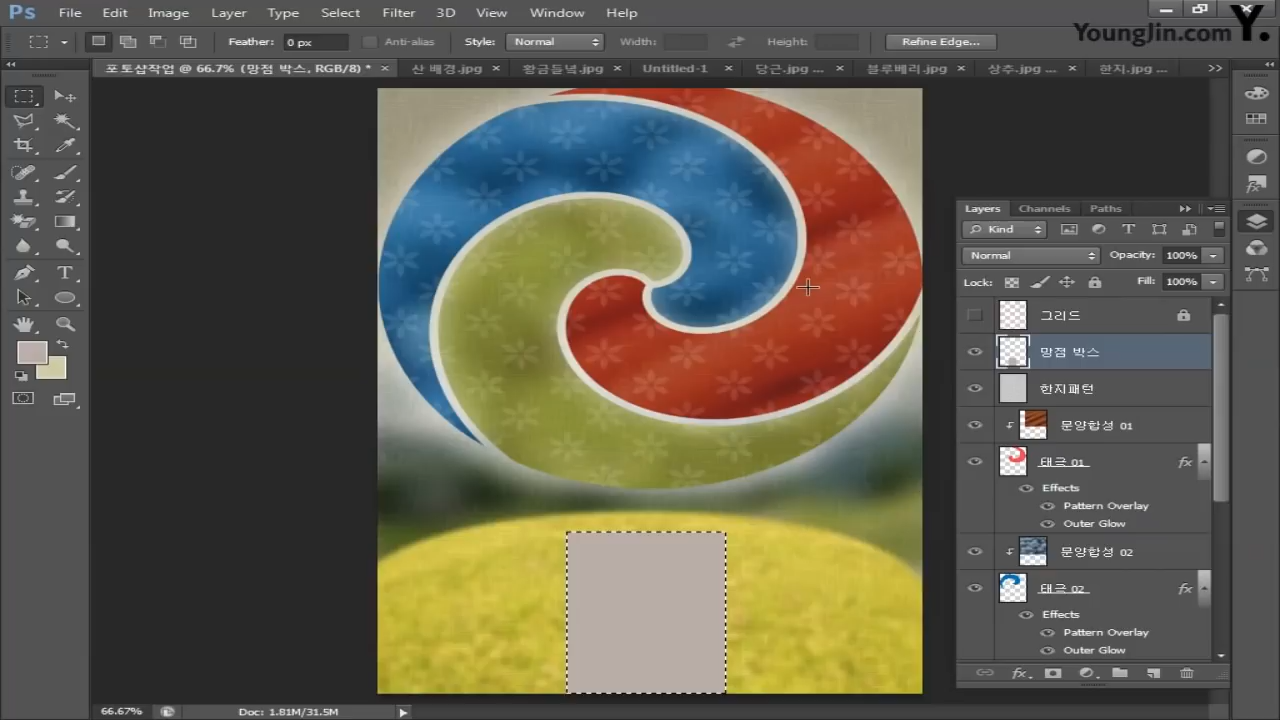 Ps File Edit Image Layer Type Select Filter 3D View Window Help
YoungJin.com Y.
Feather: 0 px Anti-alias Style: Normal Width: Height: Refine Edge...
포토샵작업 @ 66.7% (망점 박스, RGB/8) * × 산 배경.jpg × 황금들녘.jpg × Untitled-1 × 당근.jpg ... × 블루베리.jpg × 상추.jpg ... × 한지.jpg ... >>
Layers Channels Paths
Kind
Normal Opacity: 100%
Lock: Fill: 100%
그리드
망점 박스
한지패턴
문양합성 01
태극 01 fx
Effects
Pattern Overlay
Outer Glow
문양합성 02
태극 02 fx
Effects
Pattern Overlay
Outer Glow
fx
66.67% Doc: 1.81M/31.5M